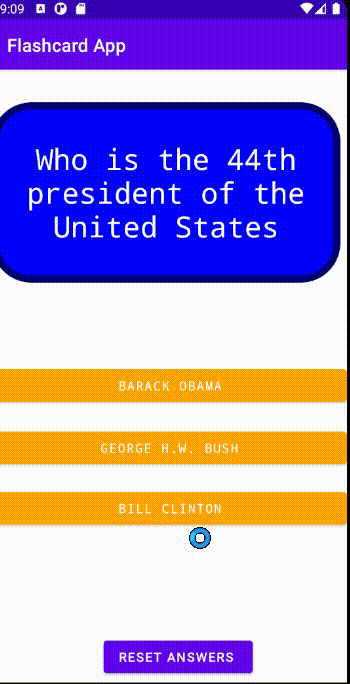 9:09
Flashcard App
Who is the 44th
president of the
United States
BARACK OBAMA
GEORGE H.W. BUSH
BILL CLINTON
RESET ANSWERS